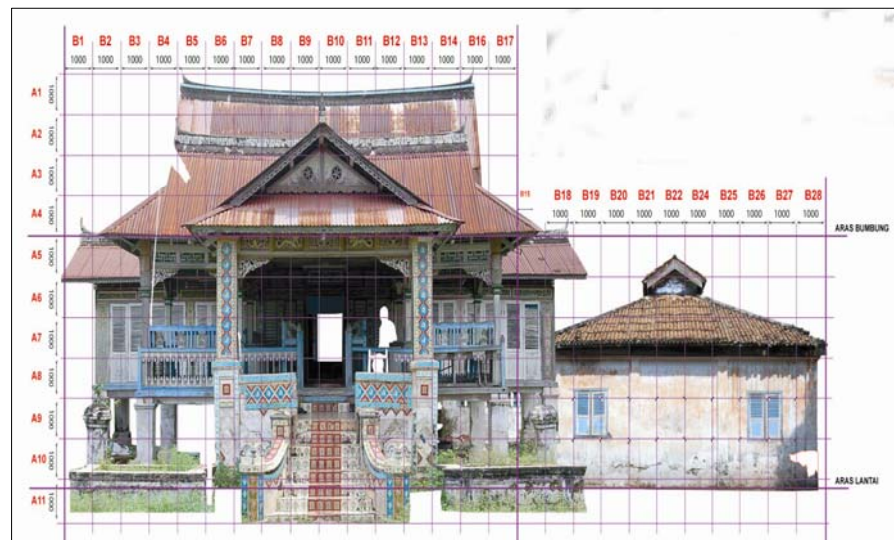 B1 B2 B3 B4 B5 B6 B7 B8 B9 B10 B11 B12 B13 B14 B16 B17
1000 1000 1000 1000 1000 1000 1000 1000 1000 1000 1000 1000 1000 1000 1000 1000
A1 1000
A2 1000
A3 1000
A4 1000
B15 B18 B19 B20 B21 B22 B24 B25 B26 B27 B28
1000 1000 1000 1000 1000 1000 1000 1000 1000 1000
ARAS BUMBUNG
A5 1000
A6 1000
A7 1000
A8 1000
A9 1000
A10 1000
ARAS LANTAI
A11 1000